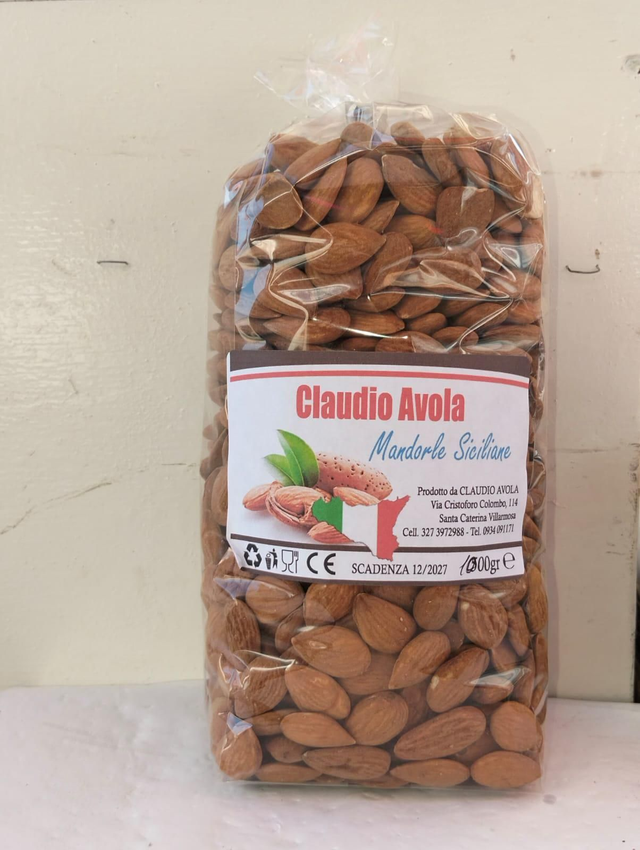 Claudio Avola
Mandorle Siciliane
Prodotto da CLAUDIO AVOLA
Via Cristoforo Colombo, 114
Santa Caterina Villarmosa
Cell. 327 3972988 - Tel. 0934 091171
CE SCADENZA 12/2027 1000gr e